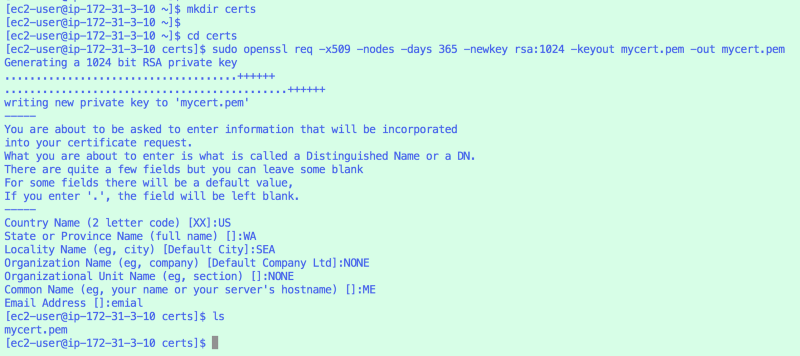 [ec2-user@ip-172-31-3-10 ~]$ mkdir certs
[ec2-user@ip-172-31-3-10 ~]$
[ec2-user@ip-172-31-3-10 ~]$ cd certs
[ec2-user@ip-172-31-3-10 certs]$ sudo openssl req -x509 -nodes -days 365 -newkey rsa:1024 -keyout mycert.pem -out mycert.pem
Generating a 1024 bit RSA private key
.....................................++++++
.............................................++++++
writing new private key to 'mycert.pem'
-----
You are about to be asked to enter information that will be incorporated
into your certificate request.
What you are about to enter is what is called a Distinguished Name or a DN.
There are quite a few fields but you can leave some blank
For some fields there will be a default value,
If you enter '.', the field will be left blank.
-----
Country Name (2 letter code) [XX]:US
State or Province Name (full name) []:WA
Locality Name (eg, city) [Default City]:SEA
Organization Name (eg, company) [Default Company Ltd]:NONE
Organizational Unit Name (eg, section) []:NONE
Common Name (eg, your name or your server's hostname) []:ME
Email Address []:emial
[ec2-user@ip-172-31-3-10 certs]$ ls
mycert.pem
[ec2-user@ip-172-31-3-10 certs]$